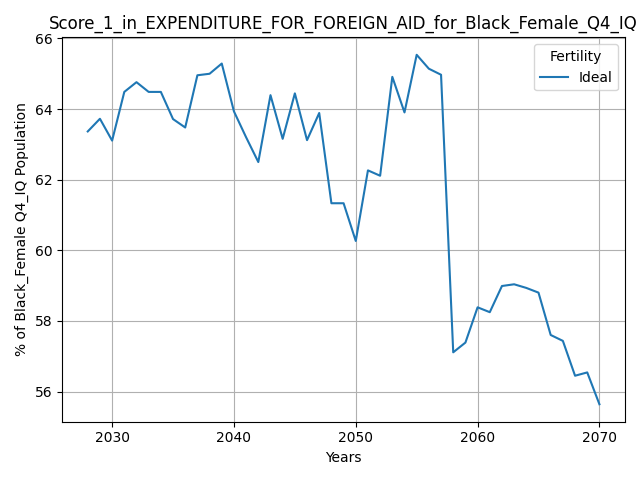 Score_1_in_EXPENDITURE_FOR_FOREIGN_AID_for_Black_Female_Q4_IQ
Fertility
Ideal
% of Black_Female Q4_IQ Population
66
64
62
60
58
56
2030 2040 2050 2060 2070
Years